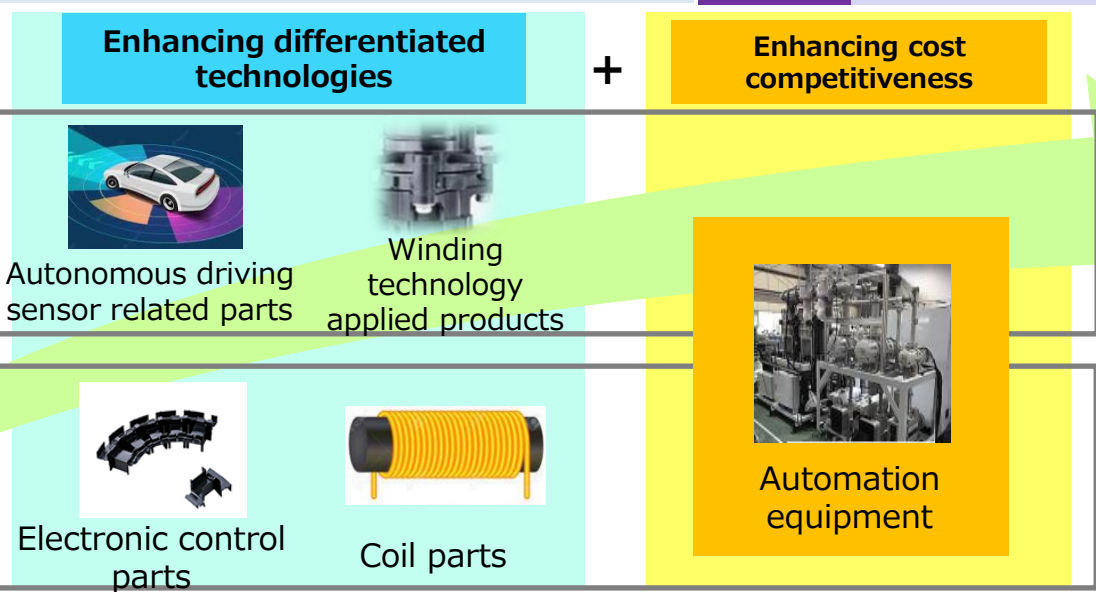 Enhancing differentiated
technologies
+
Enhancing cost
competitiveness
Autonomous driving
sensor related parts
Winding
technology
applied products
Electronic control
parts
Coil parts
Automation
equipment